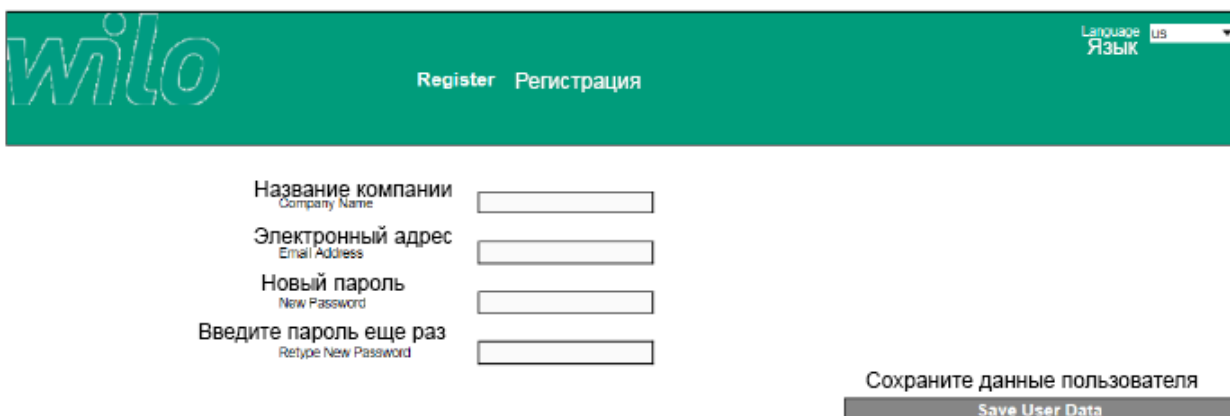 wilo
Language us
Язык
Register Регистрация
Название компании
Company Name
Электронный адрес
Email Address
Новый пароль
New Password
Введите пароль еще раз
Retype New Password
Сохраните данные пользователя
Save User Data